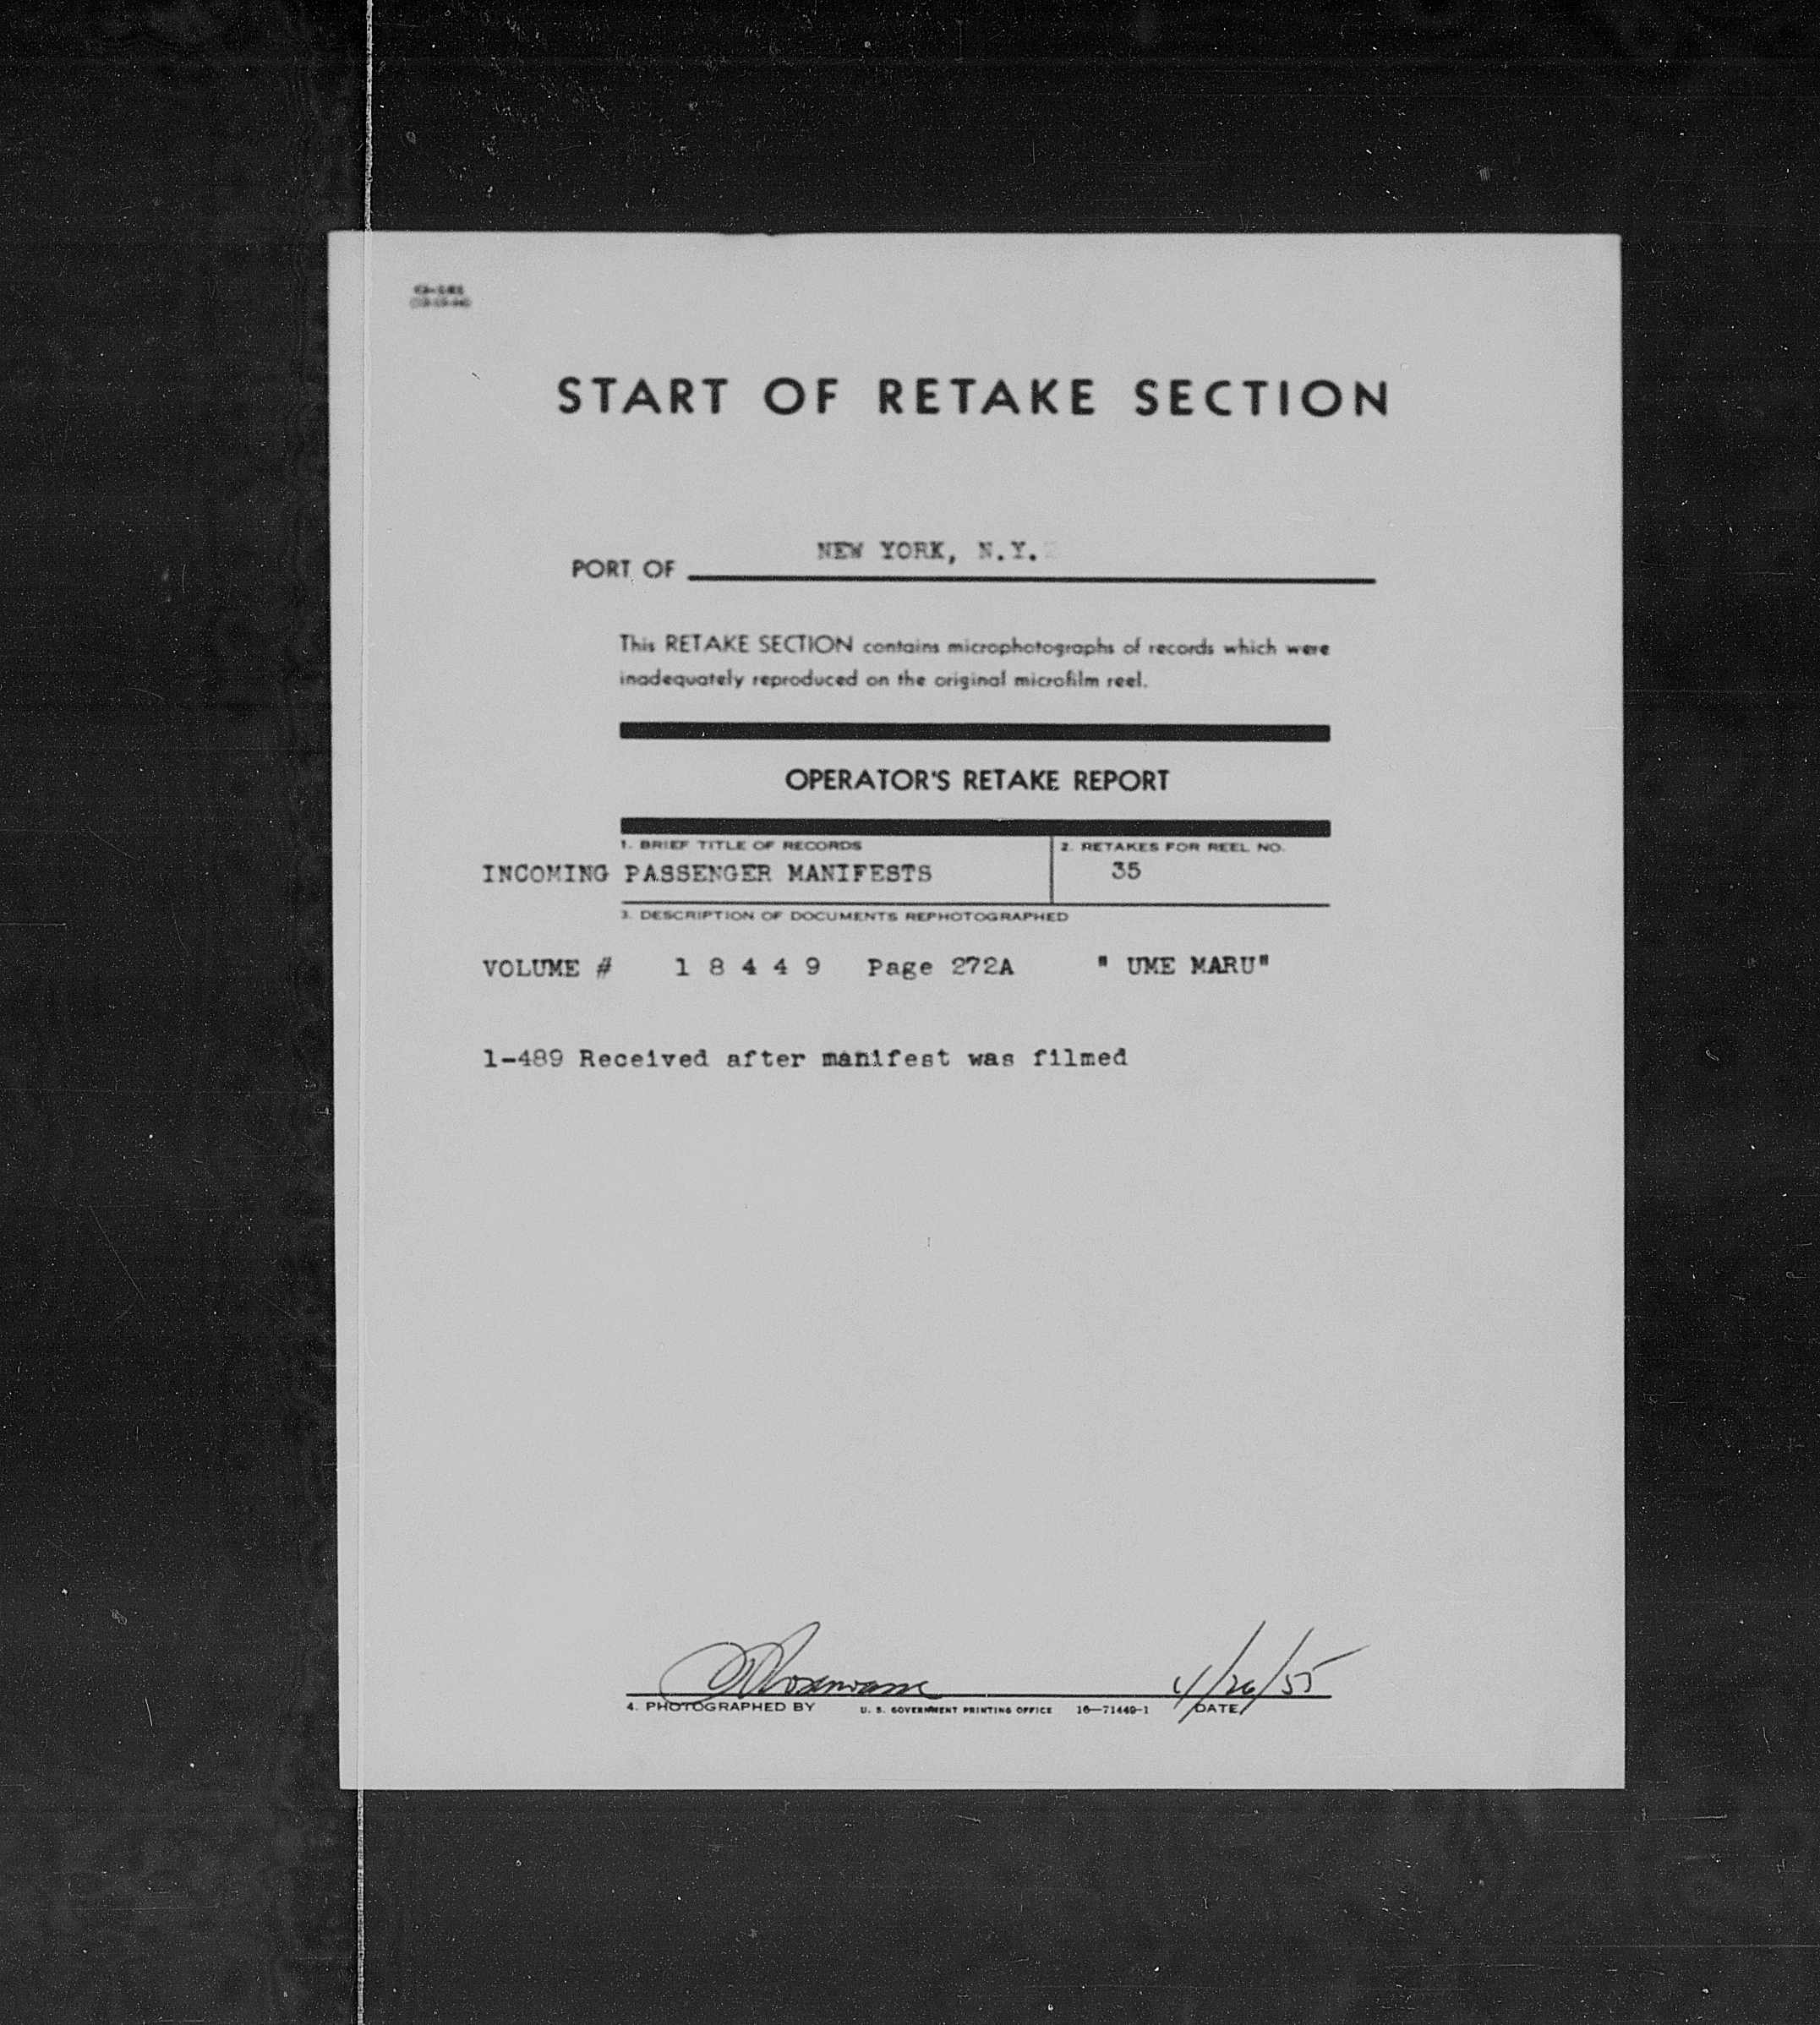 START OF RETAKE SECTION
PORT OF NEW YORK, N.Y.
This RETAKE SECTION contains microphotographs of records which were
inadequately reproduced on the original microfilm reel.
OPERATOR'S RETAKE REPORT
1. BRIEF TITLE OF RECORDS 2. RETAKES FOR REEL NO.
INCOMING PASSENGER MANIFESTS 35
3. DESCRIPTION OF DOCUMENTS REPHOTOGRAPHED
VOLUME # 1 8 4 4 9 Page 272A " UME MARU"
1-489 Received after manifest was filmed
4/26/55
4. PHOTOGRAPHED BY U. S. GOVERNMENT PRINTING OFFICE 16—71449-1 DATE